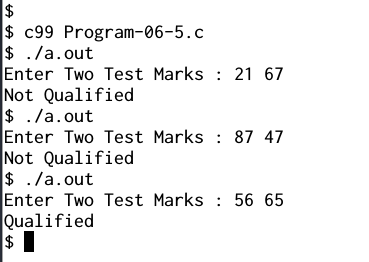 $
$ c99 Program-06-5.c
$ ./a.out
Enter Two Test Marks : 21 67
Not Qualified
$ ./a.out
Enter Two Test Marks : 87 47
Not Qualified
$ ./a.out
Enter Two Test Marks : 56 65
Qualified
$